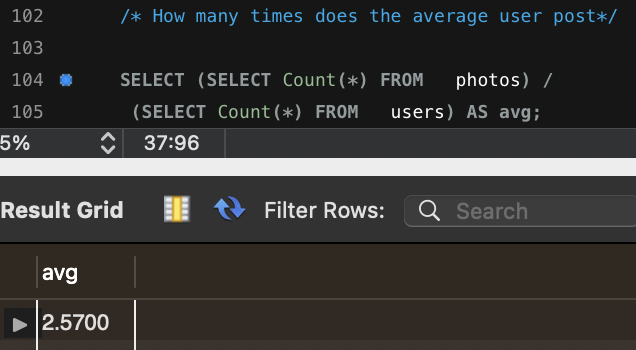 102 /* How many times does the average user post*/
103
104 SELECT (SELECT Count(*) FROM photos) /
105 (SELECT Count(*) FROM users) AS avg;
5% 37:96
Result Grid Filter Rows: Search
avg
2.5700